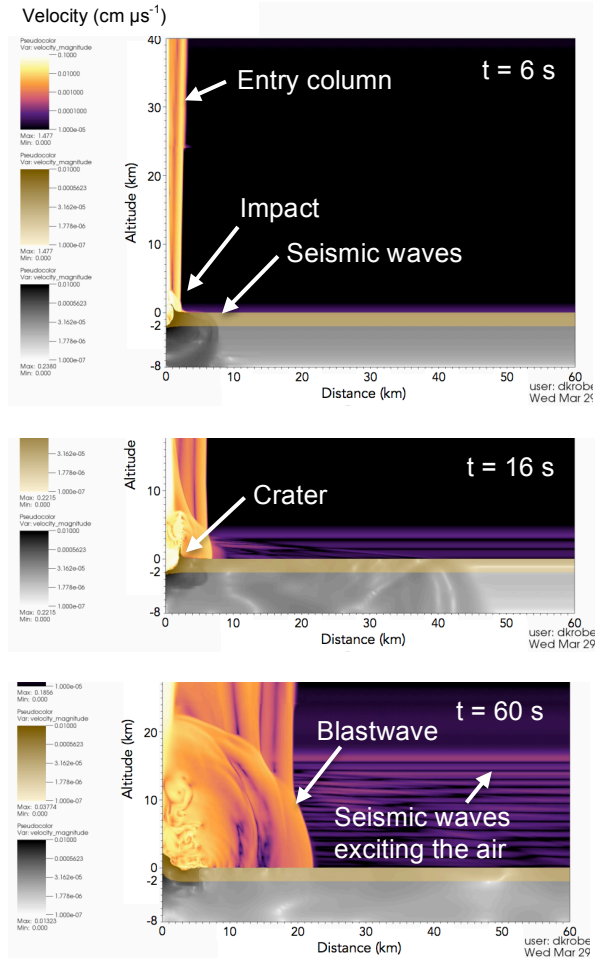 Velocity (cm µs-1)
Pseudocolor
Var: velocity_magnitude
0.1000
0.01000
0.001000
0.0001000
1.000e-05
Max: 1.477
Min: 0.000
Pseudocolor
Var: velocity_magnitude
0.01000
0.0005623
3.162e-05
1.778e-06
1.000e-07
Max: 1.477
Min: 0.000
Pseudocolor
Var: velocity_magnitude
0.01000
0.0005623
3.162e-05
1.778e-06
1.000e-07
Max: 0.2380
Min: 0.000
Altitude (km)
40
30
20
10
0
-2
-8
t = 6 s
Entry column
Impact
Seismic waves
0 10 20 30 40 50 60
Distance (km)
user: dkrobe
Wed Mar 29
3.162e-05
1.778e-06
1.000e-07
Max: 0.2215
Min: 0.000
Pseudocolor
Var: velocity_magnitude
0.01000
0.0005623
3.162e-05
1.778e-06
1.000e-07
Max: 0.2215
Min: 0.000
Altitude
10
0
-2
-8
t = 16 s
Crater
0 10 20 30 40 50 60
Distance (km)
user: dkrobe
Wed Mar 29
1.000e-05
Max: 0.1856
Min: 0.000
Pseudocolor
Var: velocity_magnitude
0.01000
0.0005623
3.162e-05
1.778e-06
1.000e-07
Max: 0.03774
Min: 0.000
Pseudocolor
Var: velocity_magnitude
0.01000
0.0005623
3.162e-05
1.778e-06
1.000e-07
Max: 0.01323
Min: 0.000
Altitude (km)
20
10
0
-2
-8
t = 60 s
Blastwave
Seismic waves
exciting the air
0 10 20 30 40 50 60
Distance (km)
user: dkrobe
Wed Mar 29